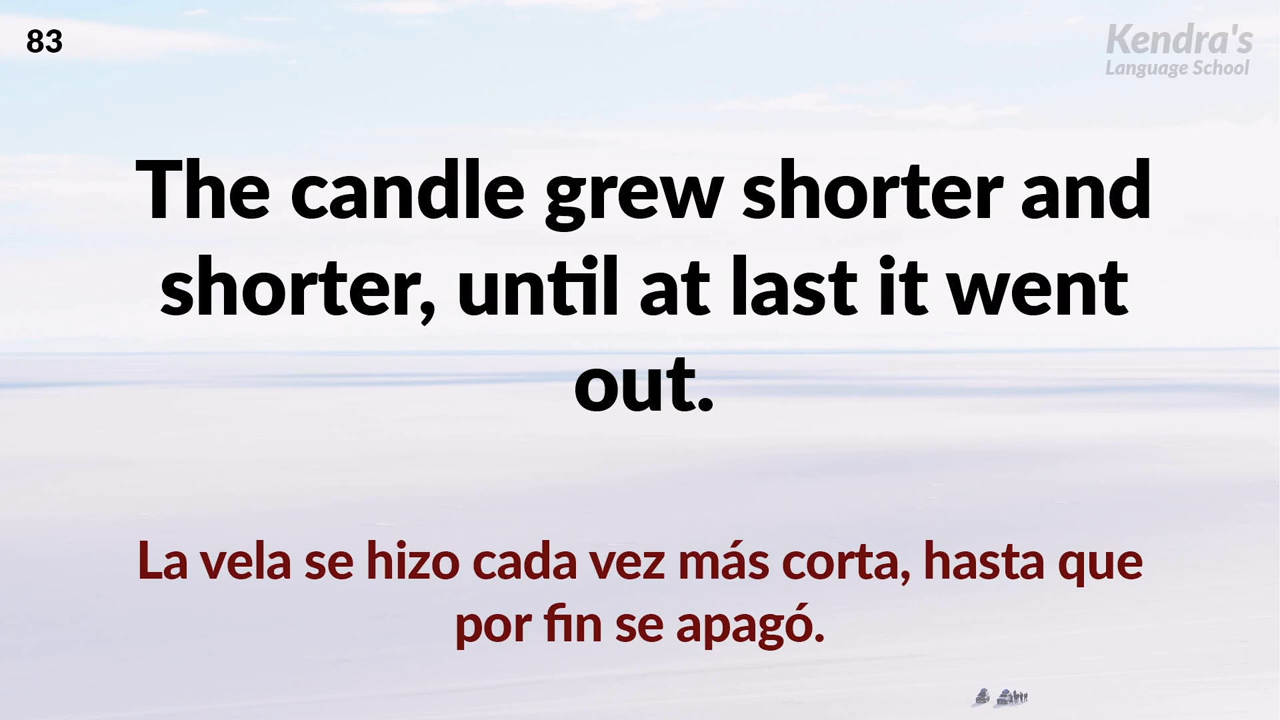 83
Kendra's
Language School
The candle grew shorter and
shorter, until at last it went
out.
La vela se hizo cada vez más corta, hasta que
por fin se apagó.